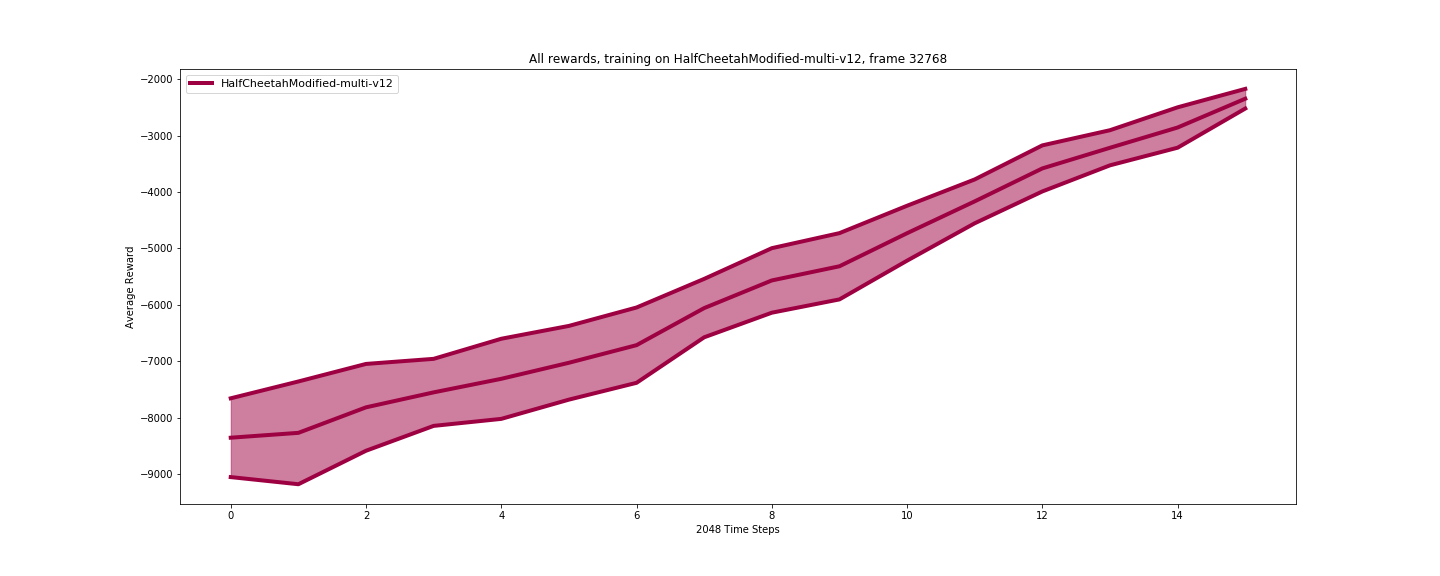 All rewards, training on HalfCheetahModified-multi-v12, frame 32768
HalfCheetahModified-multi-v12
Average Reward
−2000
−3000
−4000
−5000
−6000
−7000
−8000
−9000
0 2 4 6 8 10 12 14
2048 Time Steps